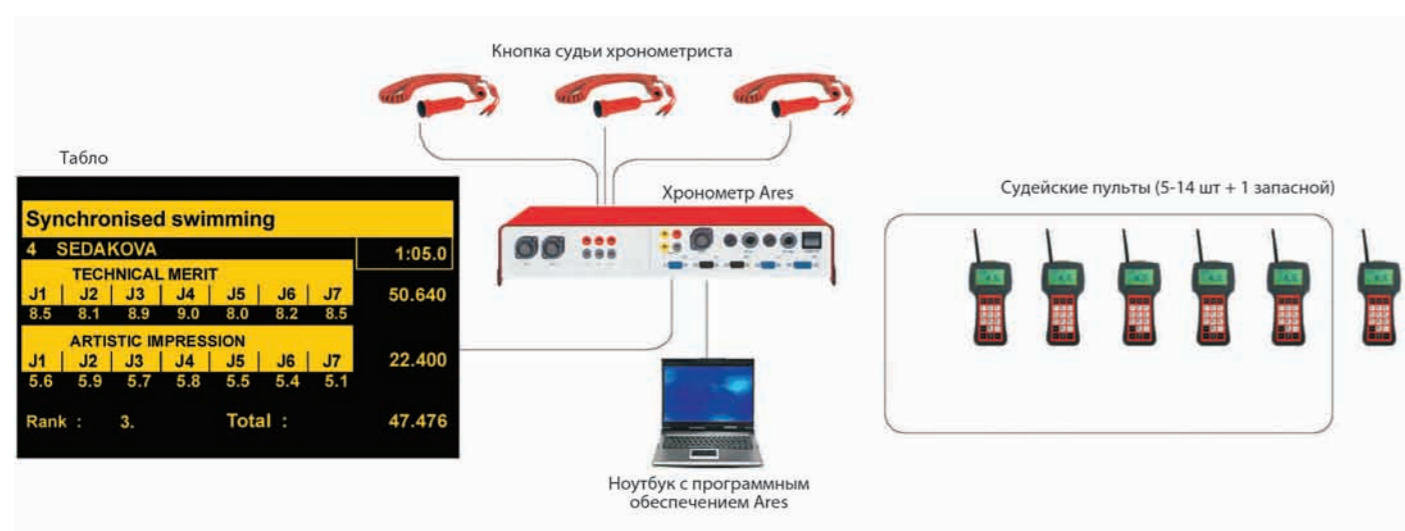 Кнопка судьи хронометриста
Табло
Хронометр Ares
Судейские пульты (5-14 шт + 1 запасной)
Synchronised swimming
4 SEDAKOVA 1:05.0
TECHNICAL MERIT
J1 J2 J3 J4 J5 J6 J7 50.640
8.5 8.1 8.9 9.0 8.0 8.2 8.5
ARTISTIC IMPRESSION
J1 J2 J3 J4 J5 J6 J7 22.400
5.6 5.9 5.7 5.8 5.5 5.4 5.1
Rank : 3. Total : 47.476
Ноутбук с программным
обеспечением Ares